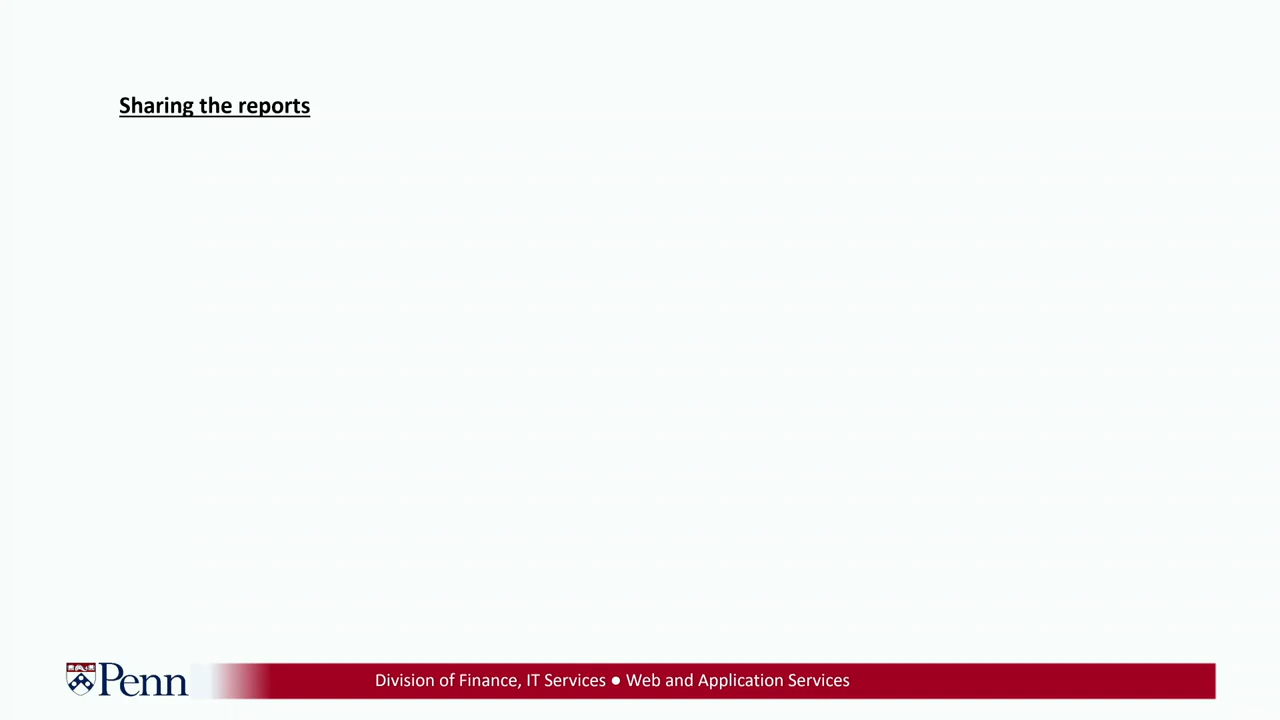 Sharing the reports
Penn
Division of Finance, IT Services ● Web and Application Services